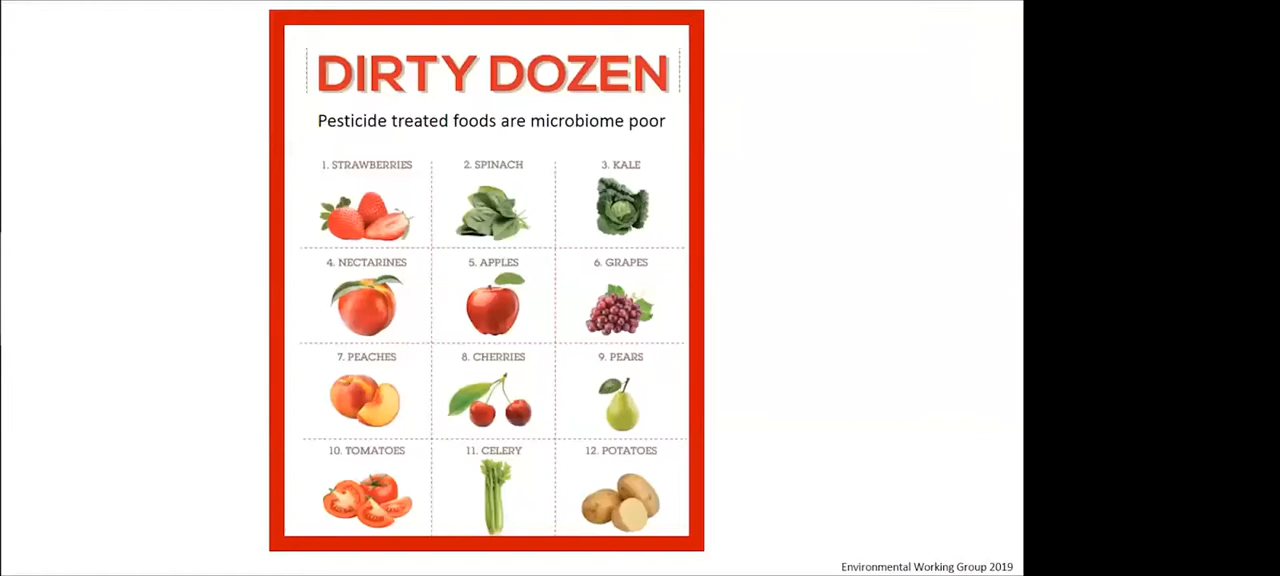 DIRTY DOZEN
Pesticide treated foods are microbiome poor
1. STRAWBERRIES
2. SPINACH
3. KALE
4. NECTARINES
5. APPLES
6. GRAPES
7. PEACHES
8. CHERRIES
9. PEARS
10. TOMATOES
11. CELERY
12. POTATOES
Environmental Working Group 2019